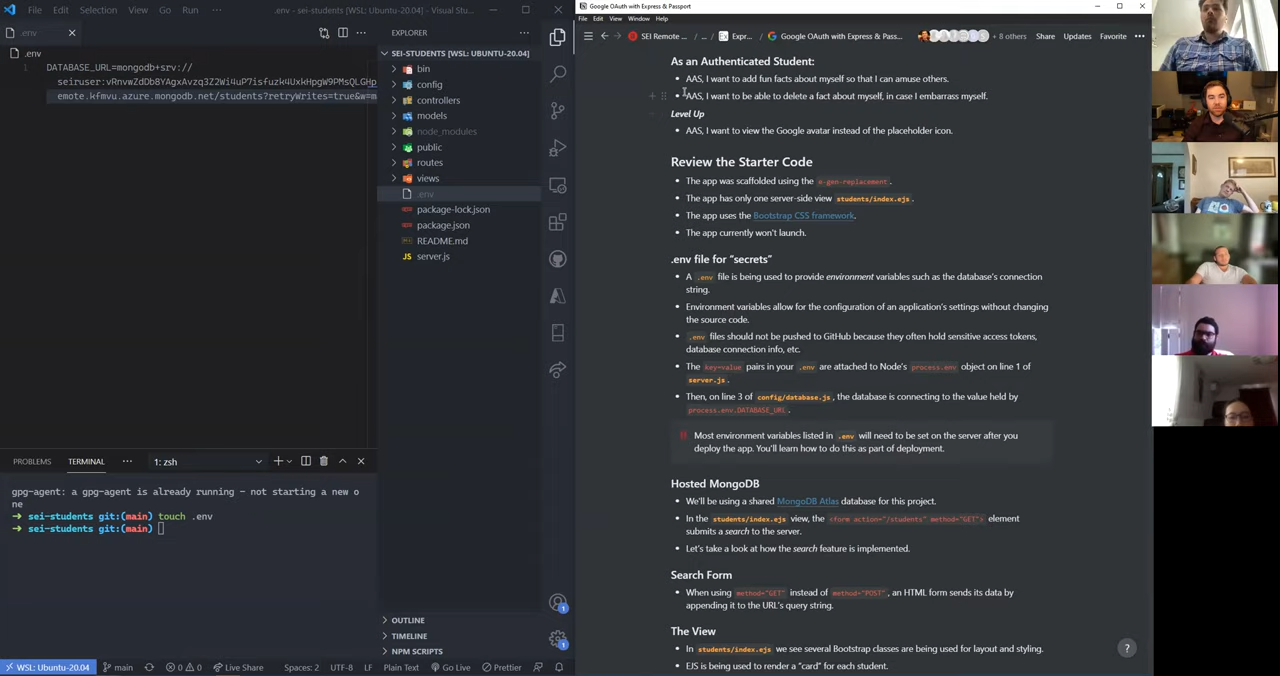 File Edit Selection View Go Run ··· .env - sei-students [WSL: Ubuntu-20.04] - Visual Stu...
.env
.env
DATABASE_URL=mongodb+srv://
emote.kfmvu.azure.mongodb.net/students?retryWrites=true&w=m
EXPLORER
SEI-STUDENTS [WSL: UBUNTU-20.04]
bin
config
controllers
models
node_modules
public
routes
views
.env
package-lock.json
package.json
README.md
server.js
OUTLINE
TIMELINE
NPM SCRIPTS
PROBLEMS TERMINAL ··· 1: zsh
gpg-agent: a gpg-agent is already running - not starting a new o
ne
➜ sei-students git:(main) touch .env
➜ sei-students git:(main)
1
1
WSL: Ubuntu-20.04 main 0 0 Live Share Spaces: 2 UTF-8 LF Plain Text Go Live Prettier
Google OAuth with Express & Passport
File Edit View Window Help
SEI Remote ... / ... / Expr... / Google OAuth with Express & Pass... + 8 others Share Updates Favorite ···
As an Authenticated Student:
• AAS, I want to add fun facts about myself so that I can amuse others.
• AAS, I want to be able to delete a fact about myself, in case I embarrass myself.
Level Up
• AAS, I want to view the Google avatar instead of the placeholder icon.
Review the Starter Code
• The app was scaffolded using the e-gen-replacement.
• The app has only one server-side view students/index.ejs.
• The app uses the Bootstrap CSS framework.
• The app currently won't launch.
.env file for “secrets”
• A .env file is being used to provide environment variables such as the database's connection
string.
• Environment variables allow for the configuration of an application's settings without changing
the source code.
• .env files should not be pushed to GitHub because they often hold sensitive access tokens,
database connection info, etc.
• The key=value pairs in your .env are attached to Node's process.env object on line 1 of
server.js.
• Then, on line 3 of config/database.js, the database is connecting to the value held by
process.env.DATABASE_URL.
‼ Most environment variables listed in .env will need to be set on the server after you
deploy the app. You'll learn how to do this as part of deployment.
Hosted MongoDB
• We'll be using a shared MongoDB Atlas database for this project.
• In the students/index.ejs view, the <form action="/students" method="GET"> element
submits a search to the server.
• Let's take a look at how the search feature is implemented.
Search Form
• When using method="GET" instead of method="POST", an HTML form sends its data by
appending it to the URL's query string.
The View
• In students/index.ejs we see several Bootstrap classes are being used for layout and styling.
• EJS is being used to render a “card” for each student.
?